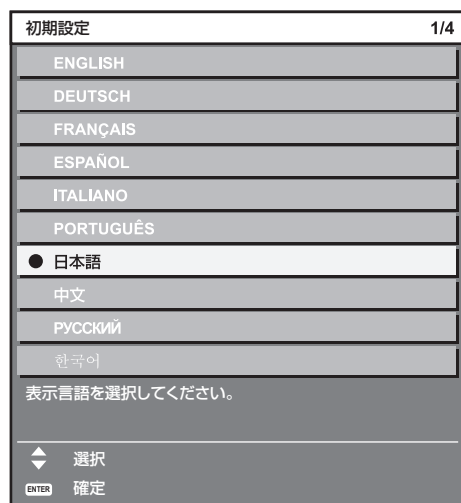 初期設定 1/4
ENGLISH
DEUTSCH
FRANÇAIS
ESPAÑOL
ITALIANO
PORTUGUÊS
日本語
中文
РУССКИЙ
한국어
表示言語を選択してください。
選択
ENTER 確定